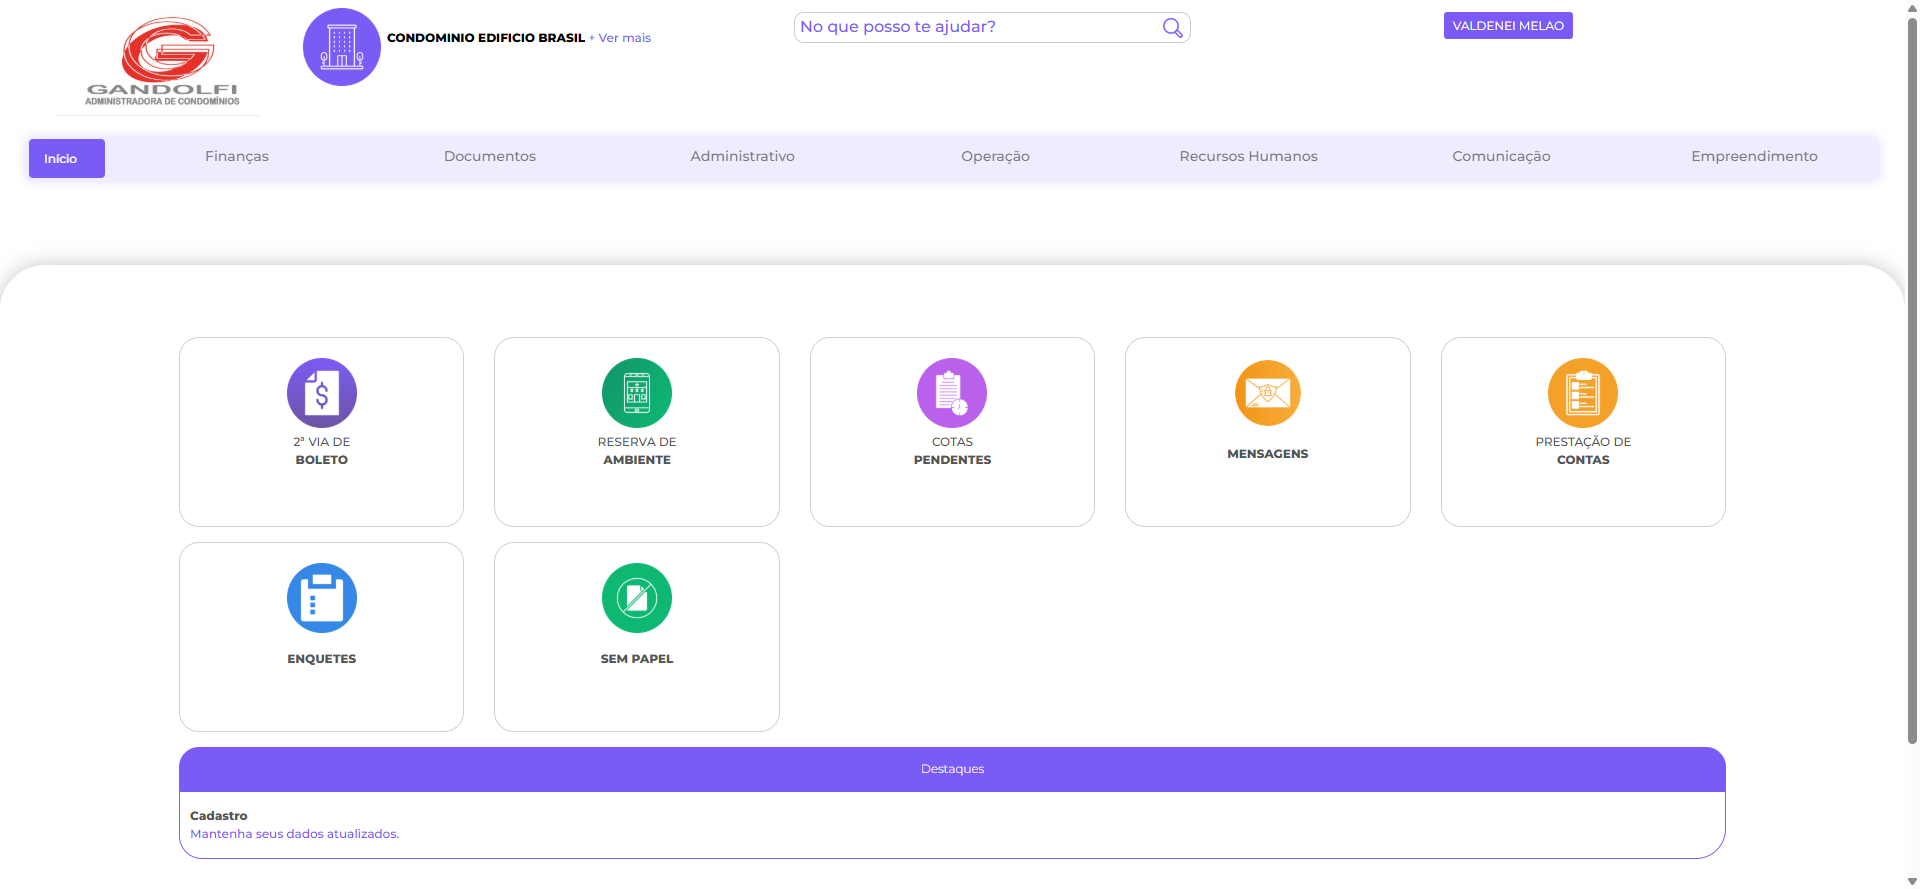 GANDOLFI
ADMINISTRADORA DE CONDOMÍNIOS
CONDOMINIO EDIFICIO BRASIL + Ver mais
No que posso te ajudar?
VALDENEI MELAO
Início
Finanças
Documentos
Administrativo
Operação
Recursos Humanos
Comunicação
Empreendimento
2ª VIA DE
BOLETO
RESERVA DE
AMBIENTE
COTAS
PENDENTES
MENSAGENS
PRESTAÇÃO DE
CONTAS
ENQUETES
SEM PAPEL
Destaques
Cadastro
Mantenha seus dados atualizados.